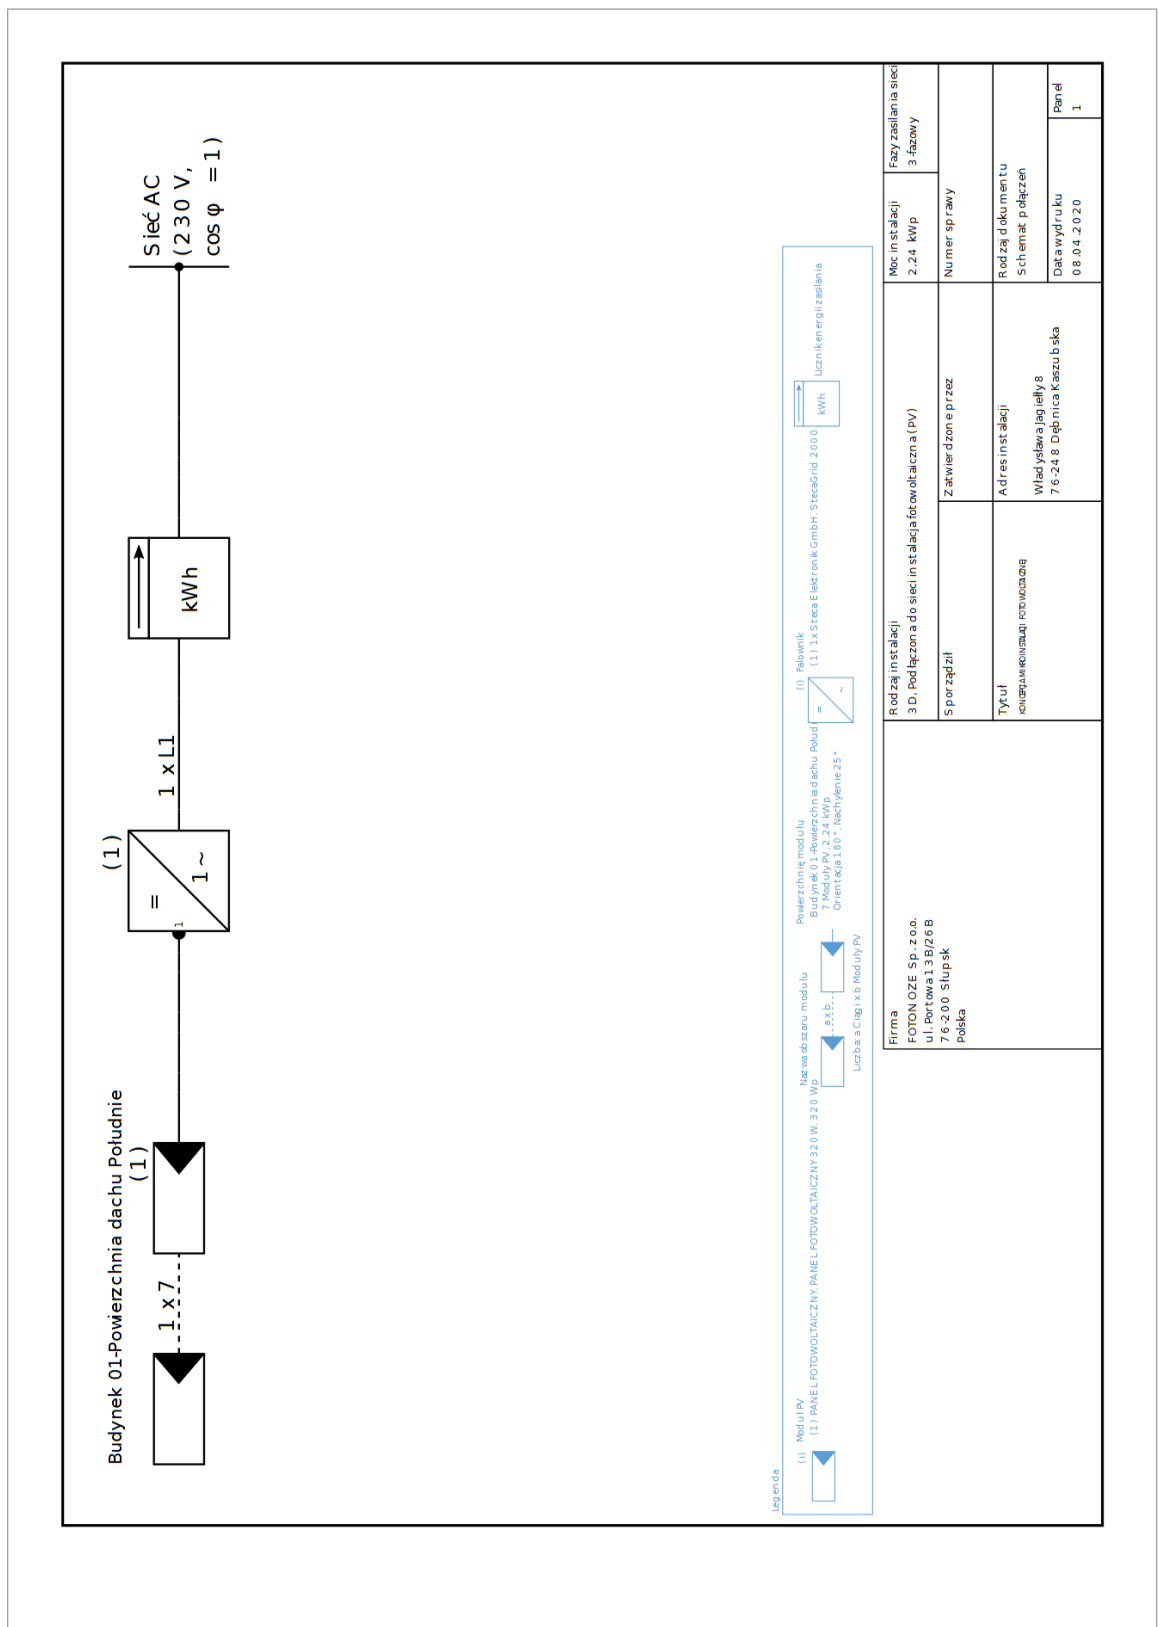 Budynek 01-Powierzchnia dachu Południe
(1)
1 x 7
(1)
=
1 ~
1
1 x L1
kWh
Sieć AC
(230 V,
cos φ = 1)
Legenda
(i) Moduł PV
(1) PANEL FOTOWOLTAICZNY, PANEL FOTOWOLTAICZNY 320W, 320 Wp
Nazwa obszaru modułu
a x b
Liczba: a Ciągi x b Moduły PV
Powierzchnię modułu
Budynek 01-Powierzchnia dachu Połud
7 Moduły PV, 2,24 kWp
Orientacja 180°, Nachylenie 25°
=
~
(i) Falownik
(1) 1x Steca Elektronik GmbH, StecaGrid 2000
kWh
Licznik energii zasilania
Firma
FOTON OZE Sp. z o.o.
ul. Portowa 13B/26B
76-200 Słupsk
Polska
Rodzaj instalacji
3D, Podłączona do sieci instalacja fotowoltaiczna (PV)
Moc instalacji
2,24 kWp
Fazy zasilania sieci
3-fazowy
Sporządził
Zatwierdzone przez
Numer sprawy
Tytuł
Adres instalacji
Władysława Jagiełły 8
76-248 Dębnica Kaszubska
Rodzaj dokumentu
Schemat połączeń
Data wydruku
08.04.2020
Panel
1